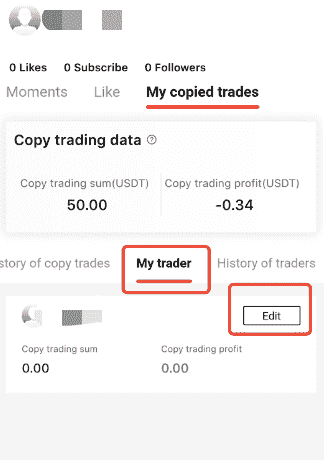 0 Likes 0 Subscribe 0 Followers
Moments Like My copied trades
Copy trading data ?
Copy trading sum(USDT) Copy trading profit(USDT)
50.00 -0.34
story of copy trades My trader History of traders
Edit
Copy trading sum Copy trading profit
0.00 0.00